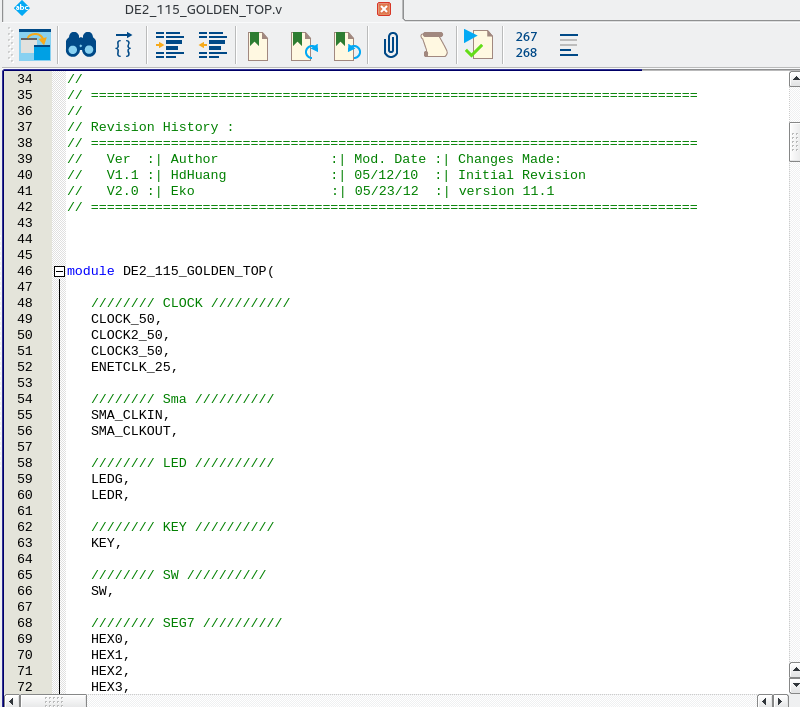 DE2_115_GOLDEN_TOP.v
abc
{ }
267
268
34 //
35 // ============================================================================
36 //
37 // Revision History :
38 // ============================================================================
39 //   Ver  :| Author              :| Mod. Date :| Changes Made:
40 //   V1.1 :| HdHuang             :| 05/12/10  :| Initial Revision
41 //   V2.0 :| Eko                 :| 05/23/12  :| version 11.1
42 // ============================================================================
43
44
45
46 module DE2_115_GOLDEN_TOP(
47
48    //////// CLOCK //////////
49    CLOCK_50,
50    CLOCK2_50,
51    CLOCK3_50,
52    ENETCLK_25,
53
54    //////// Sma //////////
55    SMA_CLKIN,
56    SMA_CLKOUT,
57
58    //////// LED //////////
59    LEDG,
60    LEDR,
61
62    //////// KEY //////////
63    KEY,
64
65    //////// SW //////////
66    SW,
67
68    //////// SEG7 //////////
69    HEX0,
70    HEX1,
71    HEX2,
72    HEX3,